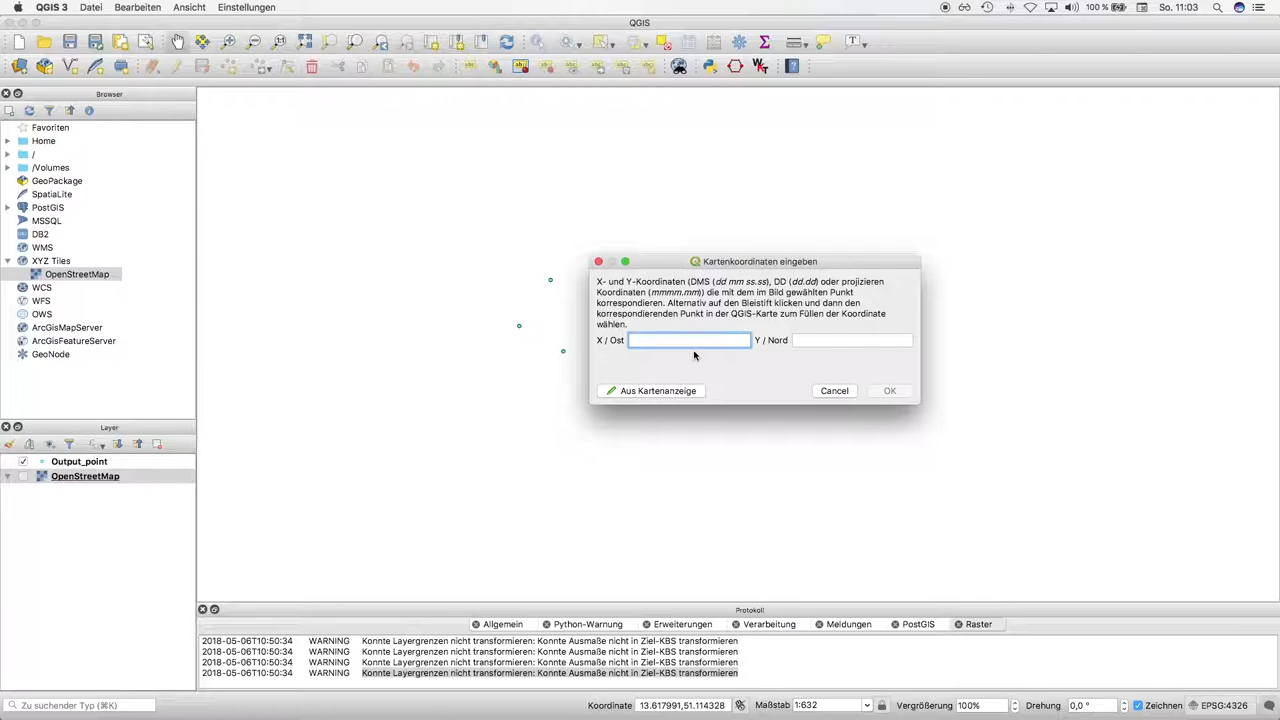 QGIS 3 Datei Bearbeiten Ansicht Einstellungen 100 % So. 11:03
QGIS
Browser
Favoriten
Home
/
/Volumes
GeoPackage
SpatiaLite
PostGIS
MSSQL
DB2
WMS
XYZ Tiles
OpenStreetMap
WCS
WFS
OWS
ArcGisMapServer
ArcGisFeatureServer
GeoNode
Kartenkoordinaten eingeben
X- und Y-Koordinaten (DMS (dd mm ss.ss), DD (dd.dd) oder projizieren
Koordinaten (mmmm.mm)) die mit dem im Bild gewählten Punkt
korrespondieren. Alternativ auf den Bleistift klicken und dann den
korrespondierenden Punkt in der QGIS-Karte zum Füllen der Koordinate
wählen.
X / Ost Y / Nord
Aus Kartenanzeige Cancel OK
Layer
Output_point
OpenStreetMap
Protokoll
Allgemein Python-Warnung Erweiterungen Verarbeitung Meldungen PostGIS Raster
2018-05-06T10:50:34 WARNING Konnte Layergrenzen nicht transformieren: Konnte Ausmaße nicht in Ziel-KBS transformieren
2018-05-06T10:50:34 WARNING Konnte Layergrenzen nicht transformieren: Konnte Ausmaße nicht in Ziel-KBS transformieren
2018-05-06T10:50:34 WARNING Konnte Layergrenzen nicht transformieren: Konnte Ausmaße nicht in Ziel-KBS transformieren
2018-05-06T10:50:34 WARNING Konnte Layergrenzen nicht transformieren: Konnte Ausmaße nicht in Ziel-KBS transformieren
Zu suchender Typ (⌘K) Koordinate 13.617991,51.114328 Maßstab 1:632 Vergrößerung 100% Drehung 0,0 ° Zeichnen EPSG:4326